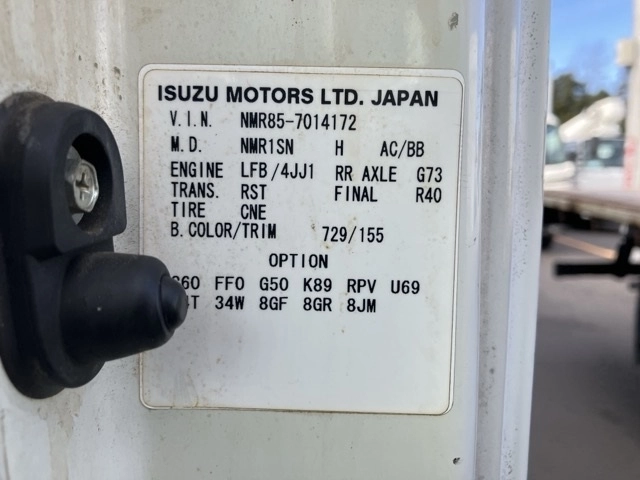 ISUZU MOTORS LTD. JAPAN
V.I.N. NMR85-7014172
M.D. NMR1SN H AC/BB
ENGINE LFB/4JJ1 RR AXLE G73
TRANS. RST FINAL R40
TIRE CNE
B.COLOR/TRIM 729/155
OPTION
FF0 G50 K89 RPV U69
34W 8GF 8GR 8JM